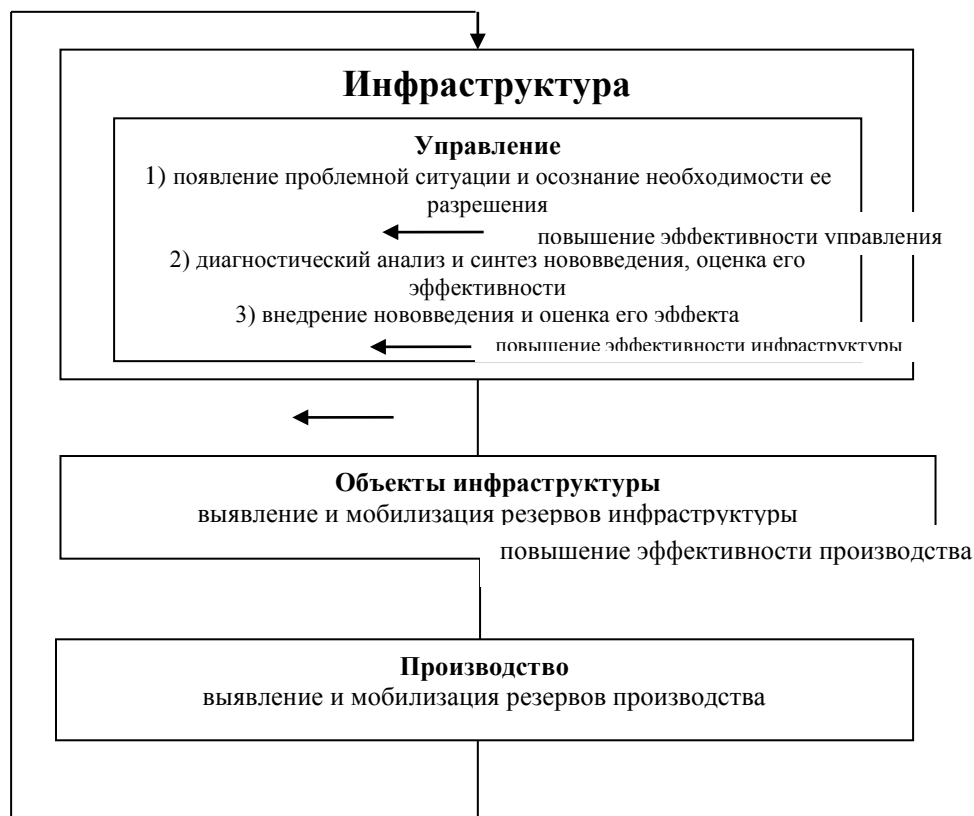 Инфраструктура
Управление
1) появление проблемной ситуации и осознание необходимости ее
разрешения
повышение эффективности управления
2) диагностический анализ и синтез нововведения, оценка его
эффективности
3) внедрение нововведения и оценка его эффекта
повышение эффективности инфраструктуры
Объекты инфраструктуры
выявление и мобилизация резервов инфраструктуры
повышение эффективности производства
Производство
выявление и мобилизация резервов производства